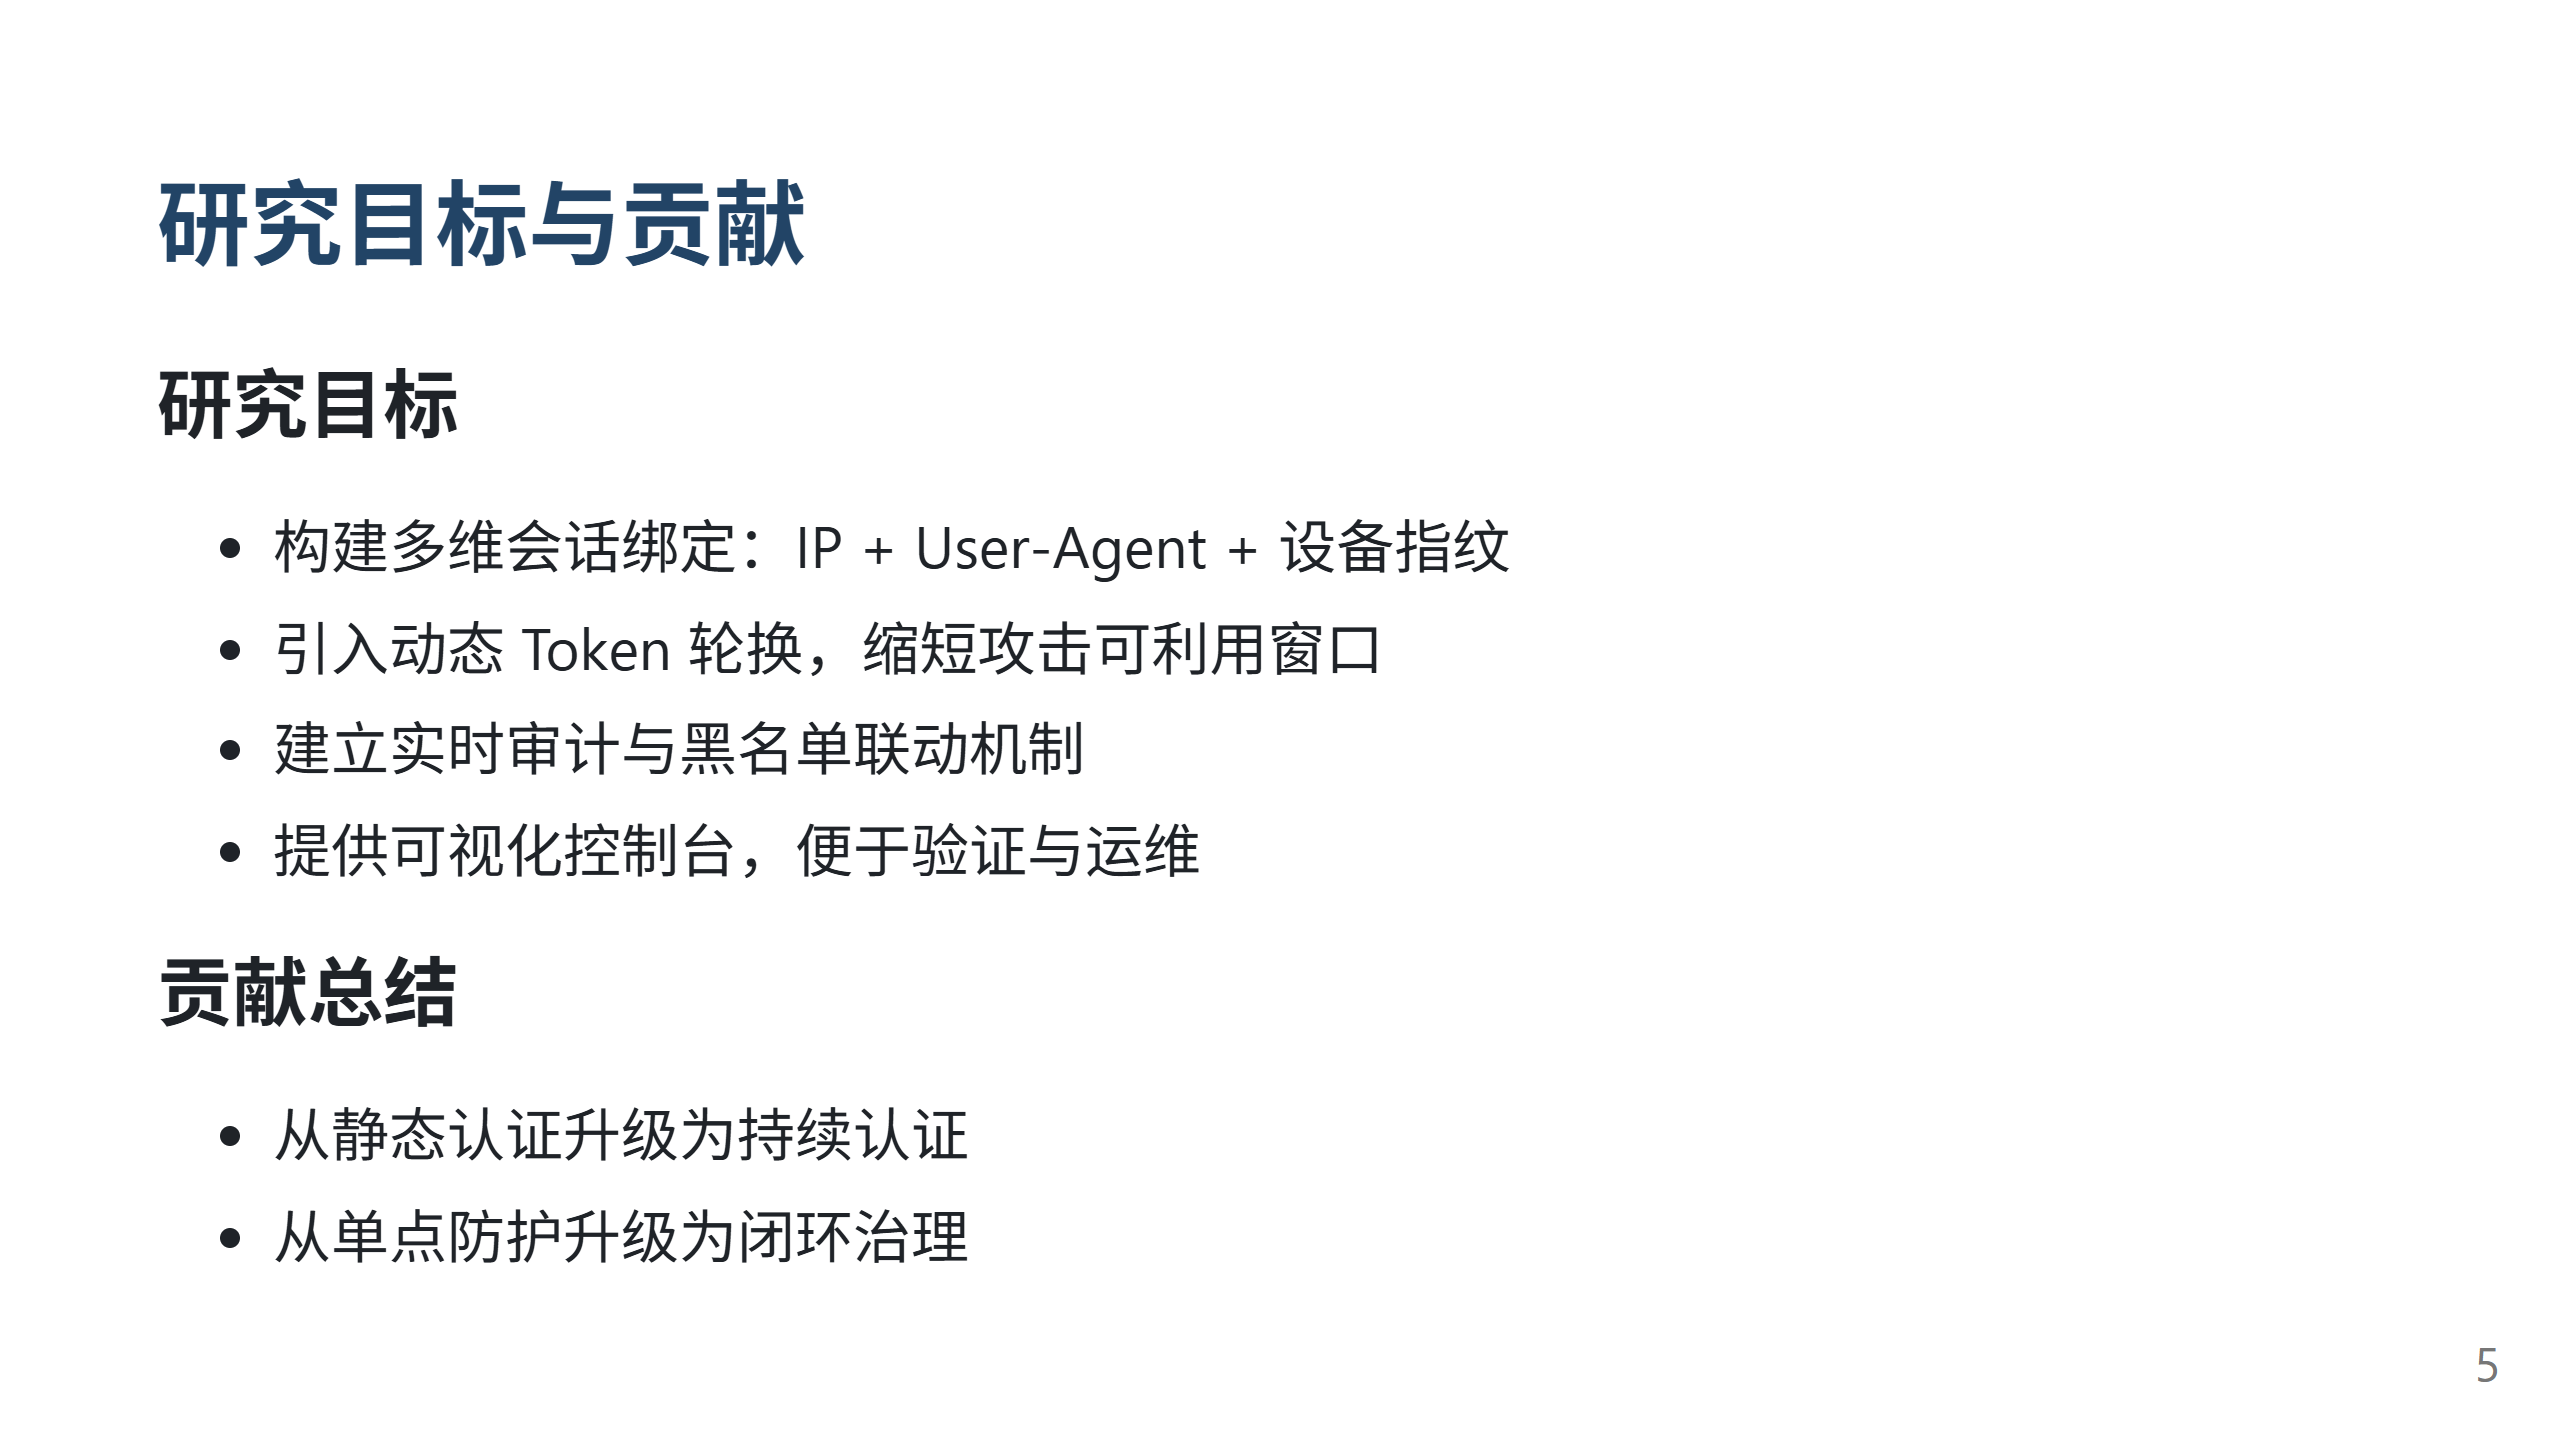 研究目标与贡献
研究目标
• 构建多维会话绑定：IP + User-Agent + 设备指纹
• 引入动态 Token 轮换，缩短攻击可利用窗口
• 建立实时审计与黑名单联动机制
• 提供可视化控制台，便于验证与运维
贡献总结
• 从静态认证升级为持续认证
• 从单点防护升级为闭环治理
5